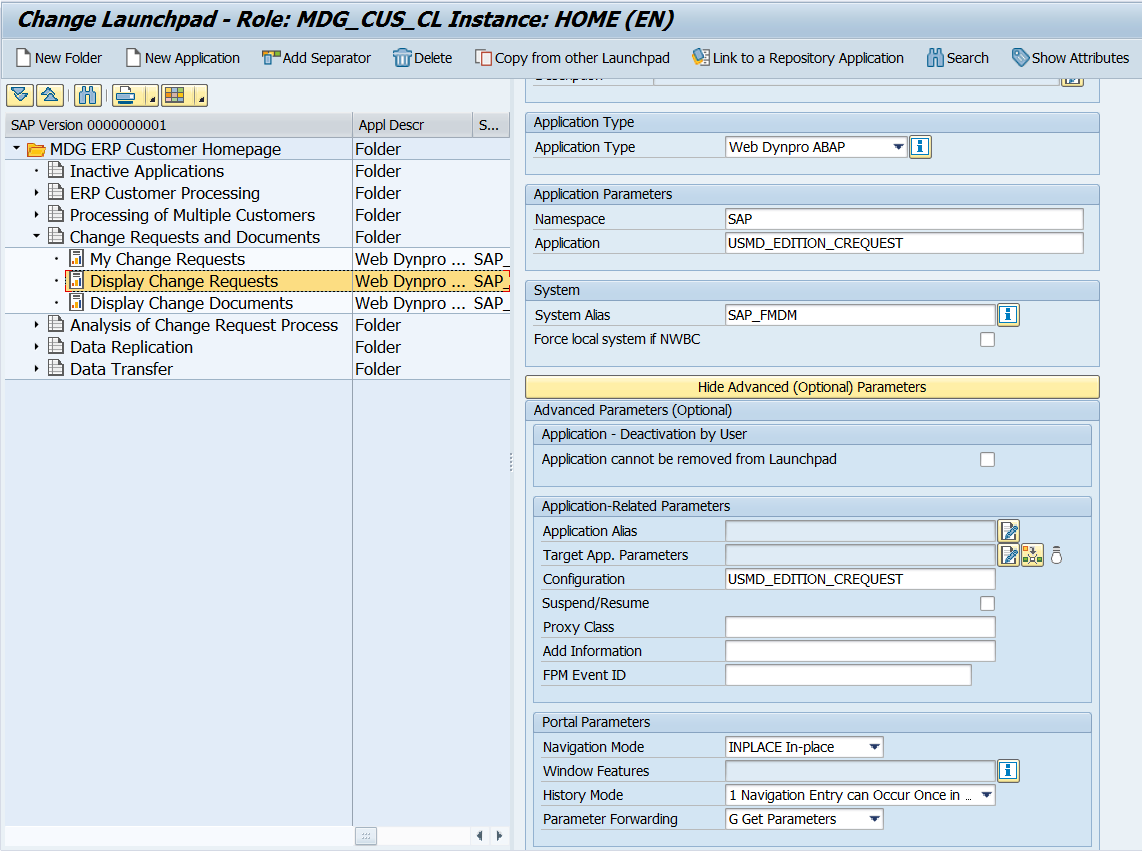 Change Launchpad - Role: MDG_CUS_CL Instance: HOME (EN)
New Folder New Application Add Separator Delete Copy from other Launchpad Link to a Repository Application Search Show Attributes
SAP Version 0000000001 Appl Descr S...
MDG ERP Customer Homepage Folder
Inactive Applications Folder
ERP Customer Processing Folder
Processing of Multiple Customers Folder
Change Requests and Documents Folder
My Change Requests Web Dynpro ... SAP_
Display Change Requests Web Dynpro ... SAP_
Display Change Documents Web Dynpro ... SAP_
Analysis of Change Request Process Folder
Data Replication Folder
Data Transfer Folder
Description
Application Type
Application Type Web Dynpro ABAP
Application Parameters
Namespace SAP
Application USMD_EDITION_CREQUEST
System
System Alias SAP_FMDM
Force local system if NWBC
Hide Advanced (Optional) Parameters
Advanced Parameters (Optional)
Application - Deactivation by User
Application cannot be removed from Launchpad
Application-Related Parameters
Application Alias
Target App. Parameters
Configuration USMD_EDITION_CREQUEST
Suspend/Resume
Proxy Class
Add Information
FPM Event ID
Portal Parameters
Navigation Mode INPLACE In-place
Window Features
History Mode 1 Navigation Entry can Occur Once in ...
Parameter Forwarding G Get Parameters